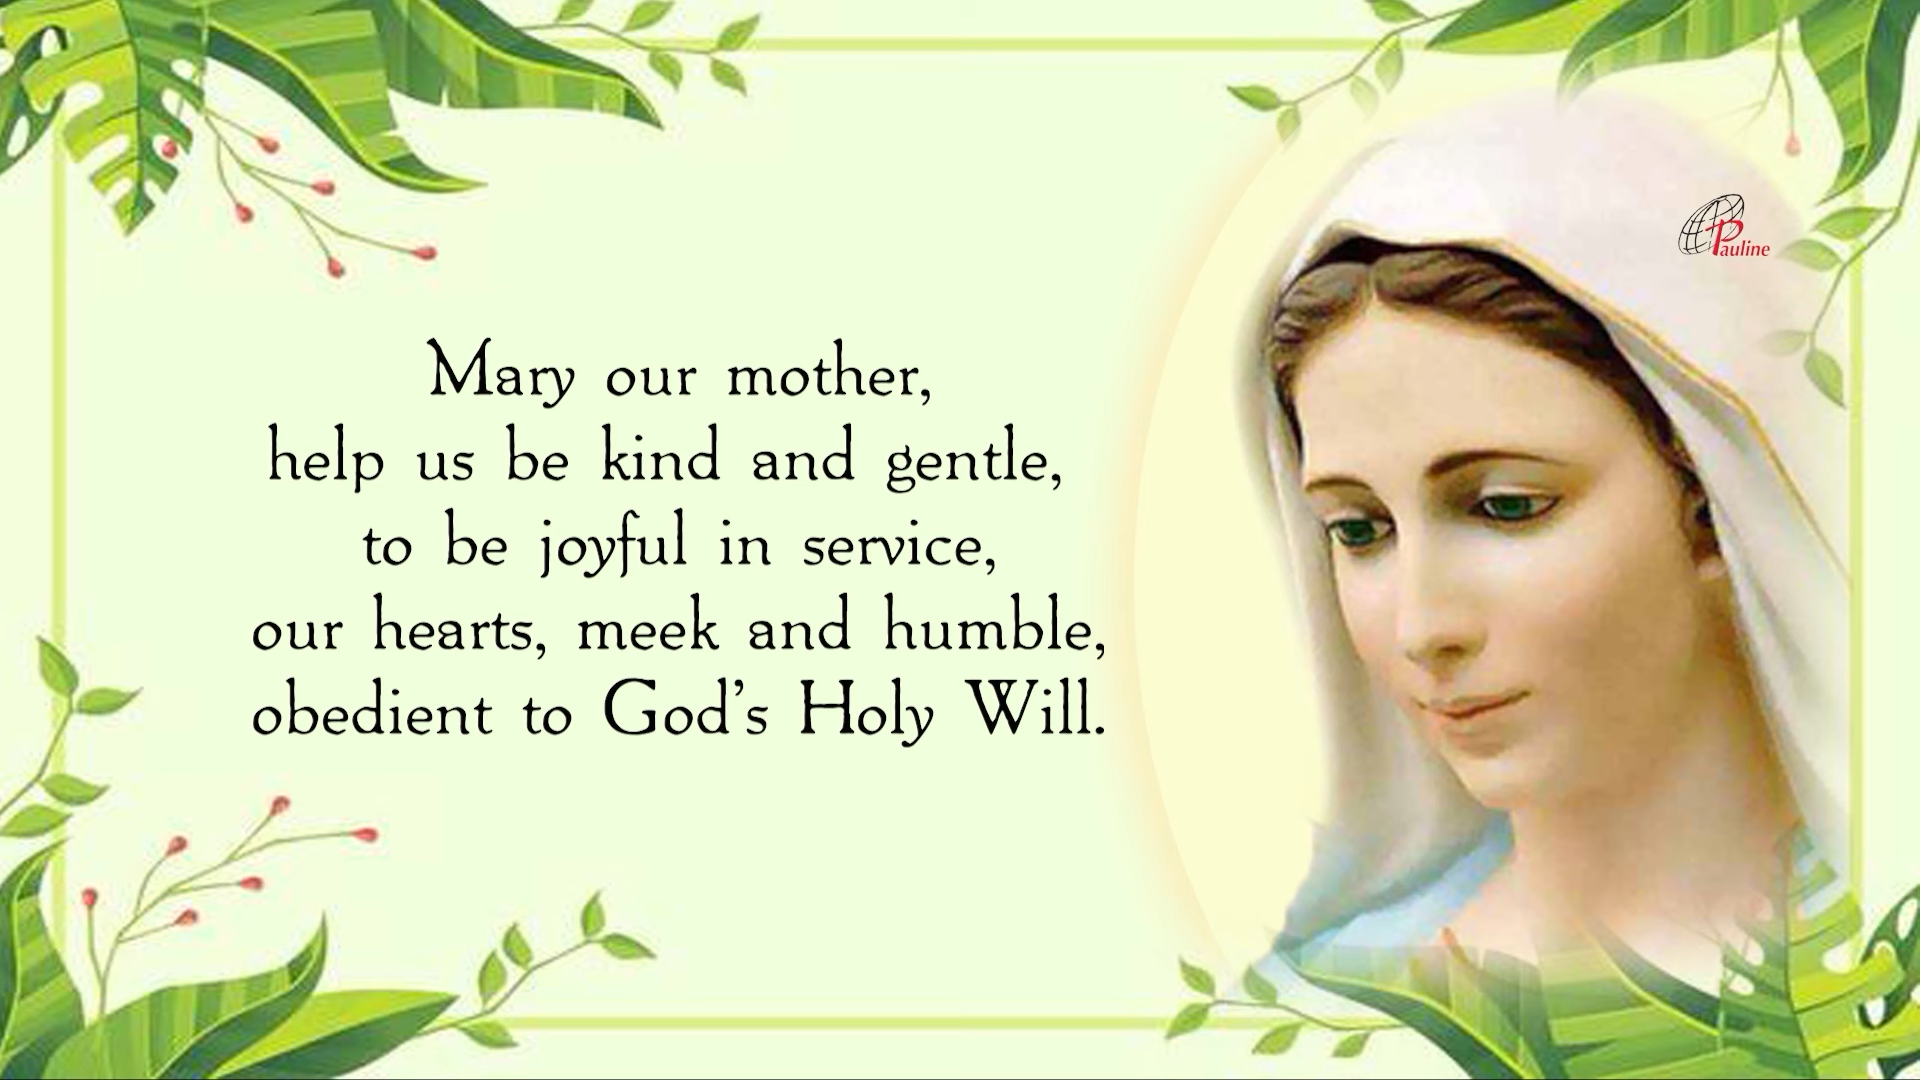 Mary our mother,
help us be kind and gentle,
to be joyful in service,
our hearts, meek and humble,
obedient to God’s Holy Will.
Pauline